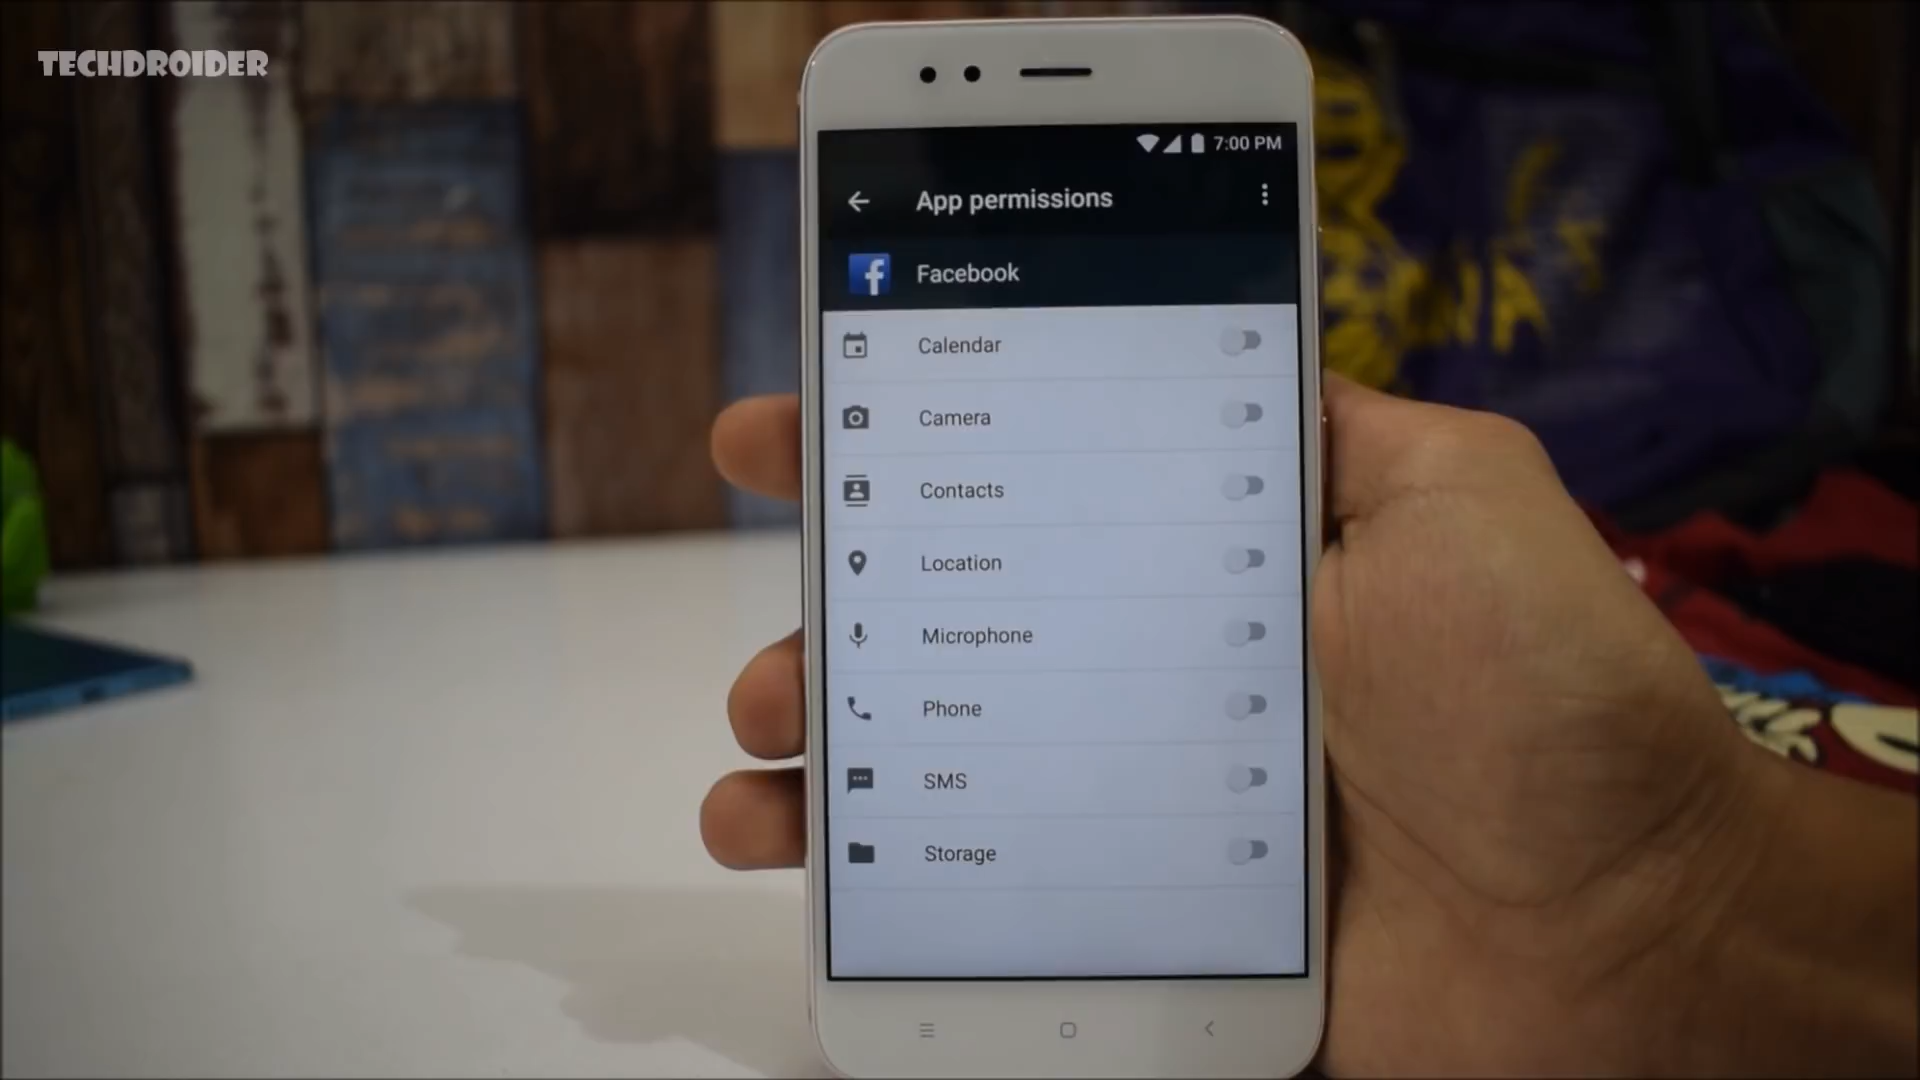 TECHDROIDER
7:00 PM
App permissions
Facebook
Calendar
Camera
Contacts
Location
Microphone
Phone
SMS
Storage